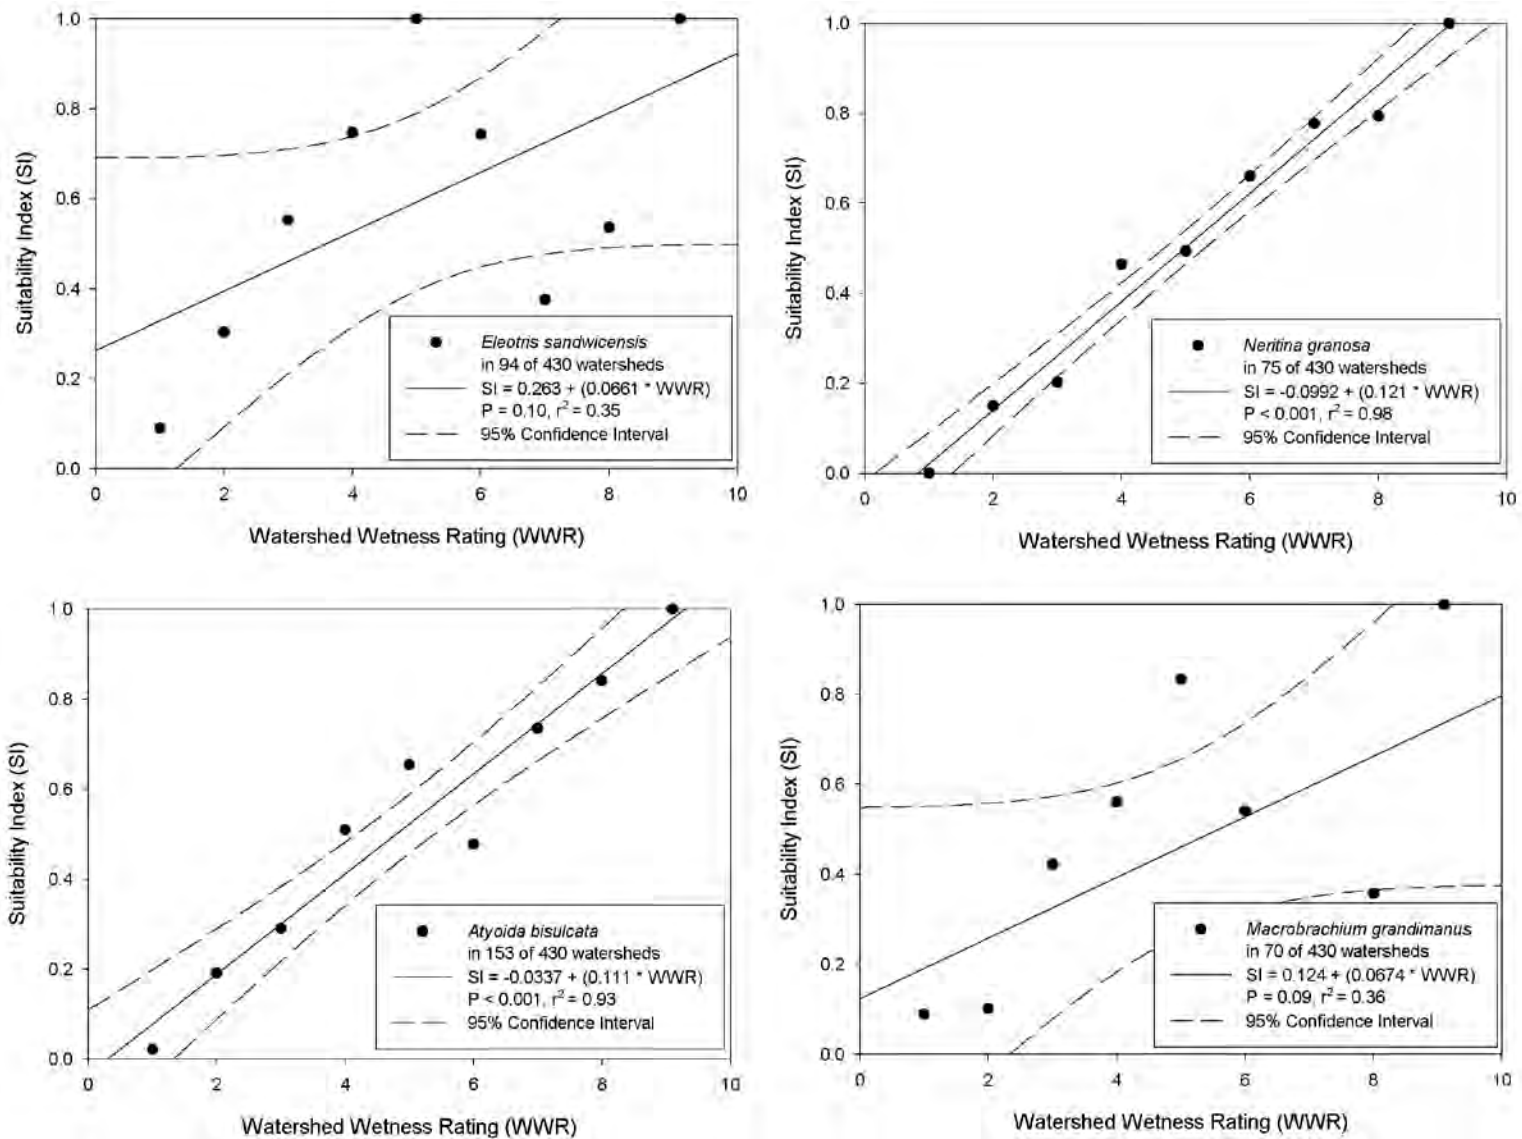 1.0
0.8
0.6
0.4
0.2
0.0
Suitability Index (SI)
Eleotris sandwicensis
in 94 of 430 watersheds
SI = 0.263 + (0.0661 * WWR)
P = 0.10, r² = 0.35
95% Confidence Interval
0 2 4 6 8 10
Watershed Wetness Rating (WWR)
1.0
0.8
0.6
0.4
0.2
0.0
Suitability Index (SI)
Neritina granosa
in 75 of 430 watersheds
SI = -0.0992 + (0.121 * WWR)
P < 0.001, r² = 0.98
95% Confidence Interval
0 2 4 6 8 10
Watershed Wetness Rating (WWR)
1.0
0.8
0.6
0.4
0.2
0.0
Suitability Index (SI)
Atyoida bisulcata
in 153 of 430 watersheds
SI = -0.0337 + (0.111 * WWR)
P < 0.001, r² = 0.93
95% Confidence Interval
0 2 4 6 8 10
Watershed Wetness Rating (WWR)
1.0
0.8
0.6
0.4
0.2
0.0
Suitability Index (SI)
Macrobrachium grandimanus
in 70 of 430 watersheds
SI = 0.124 + (0.0674 * WWR)
P = 0.09, r² = 0.36
95% Confidence Interval
0 2 4 6 8 10
Watershed Wetness Rating (WWR)